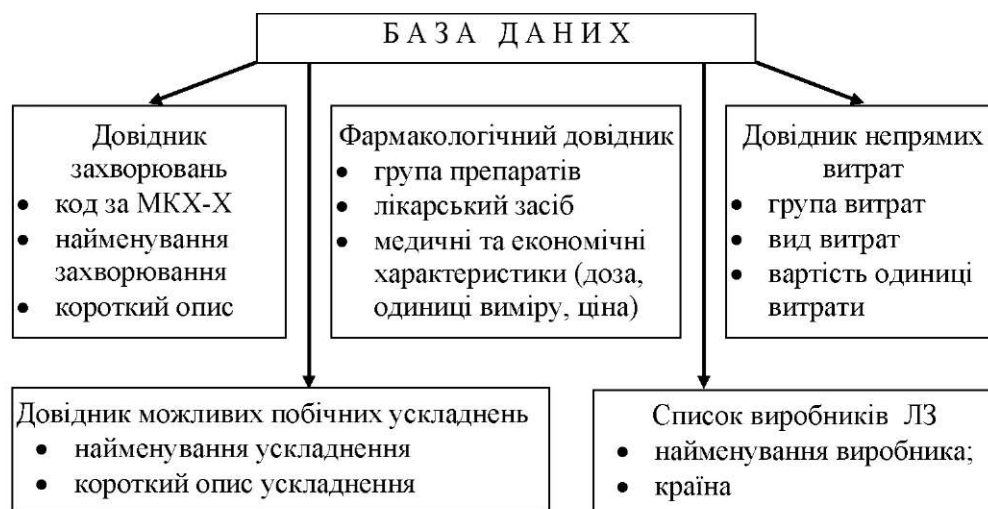 Б А З А Д А Н И Х
Довідник
захворювань
• код за МКХ-Х
• найменування
захворювання
• короткий опис
Фармакологічний довідник
• група препаратів
• лікарський засіб
• медичні та економічні
характеристики (доза,
одиниці виміру, ціна)
Довідник непрямих
витрат
• група витрат
• вид витрат
• вартість одиниці
витрати
Довідник можливих побічних ускладнень
• найменування ускладнення
• короткий опис ускладнення
Список виробників ЛЗ
• найменування виробника;
• країна